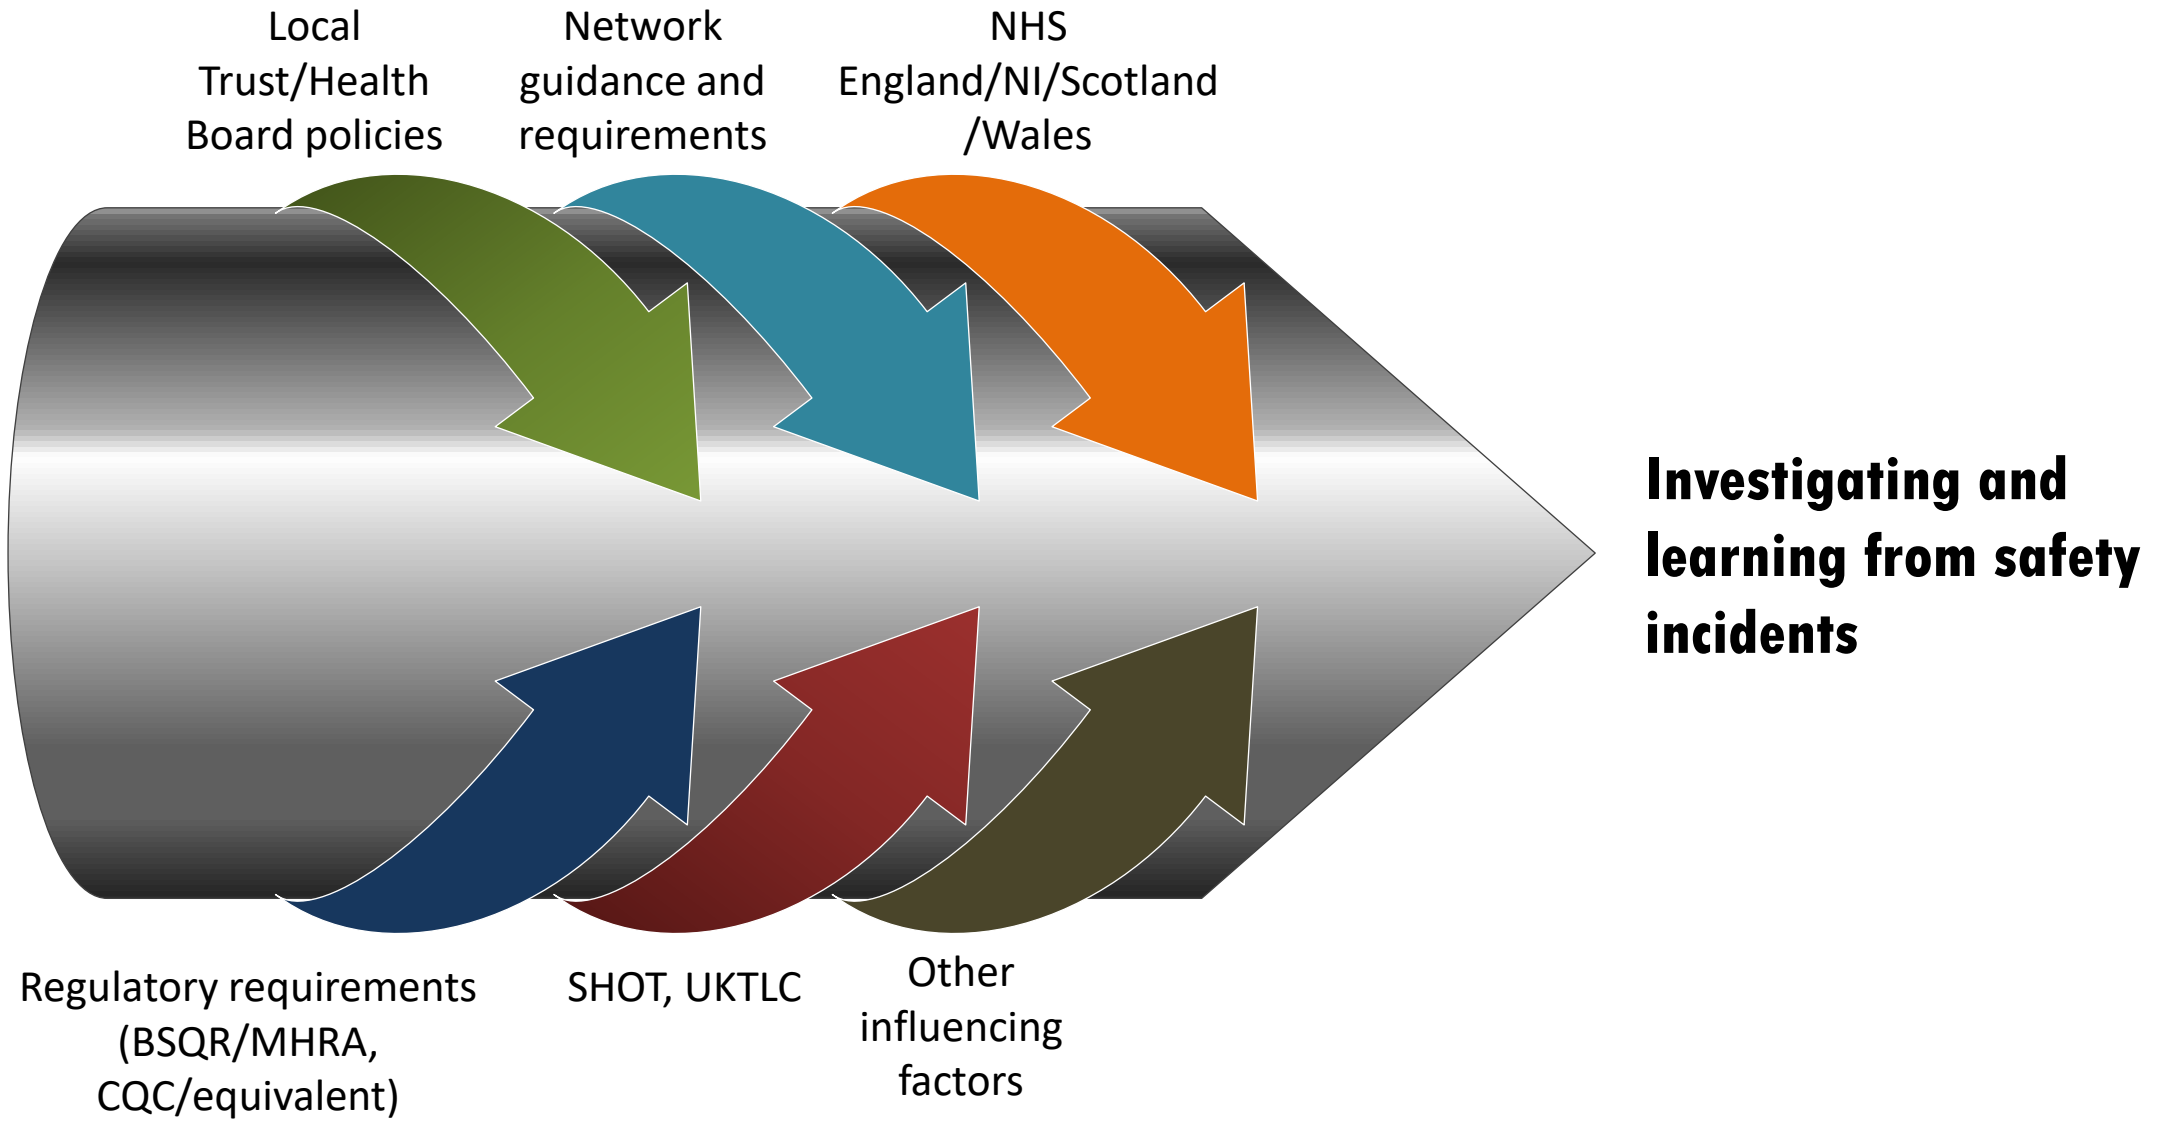 Local
Trust/Health
Board policies
Network
guidance and
requirements
NHS
England/NI/Scotland
/Wales
Investigating and
learning from safety
incidents
Regulatory requirements
(BSQR/MHRA,
CQC/equivalent)
SHOT, UKTLC
Other
influencing
factors